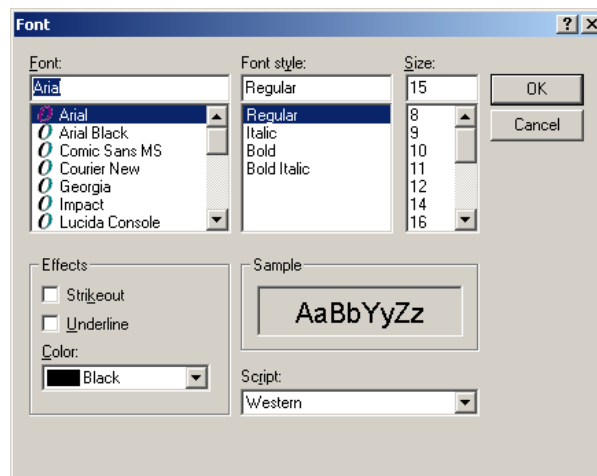 Font
Font: Font style: Size:
Arial Regular 15 OK
Arial Regular 8
Arial Black Italic 9 Cancel
Comic Sans MS Bold 10
Courier New Bold Italic 11
Georgia 12
Impact 14
Lucida Console 16
Effects Sample
Strikeout
Underline AaBbYyZz
Color:
Black Script:
Western